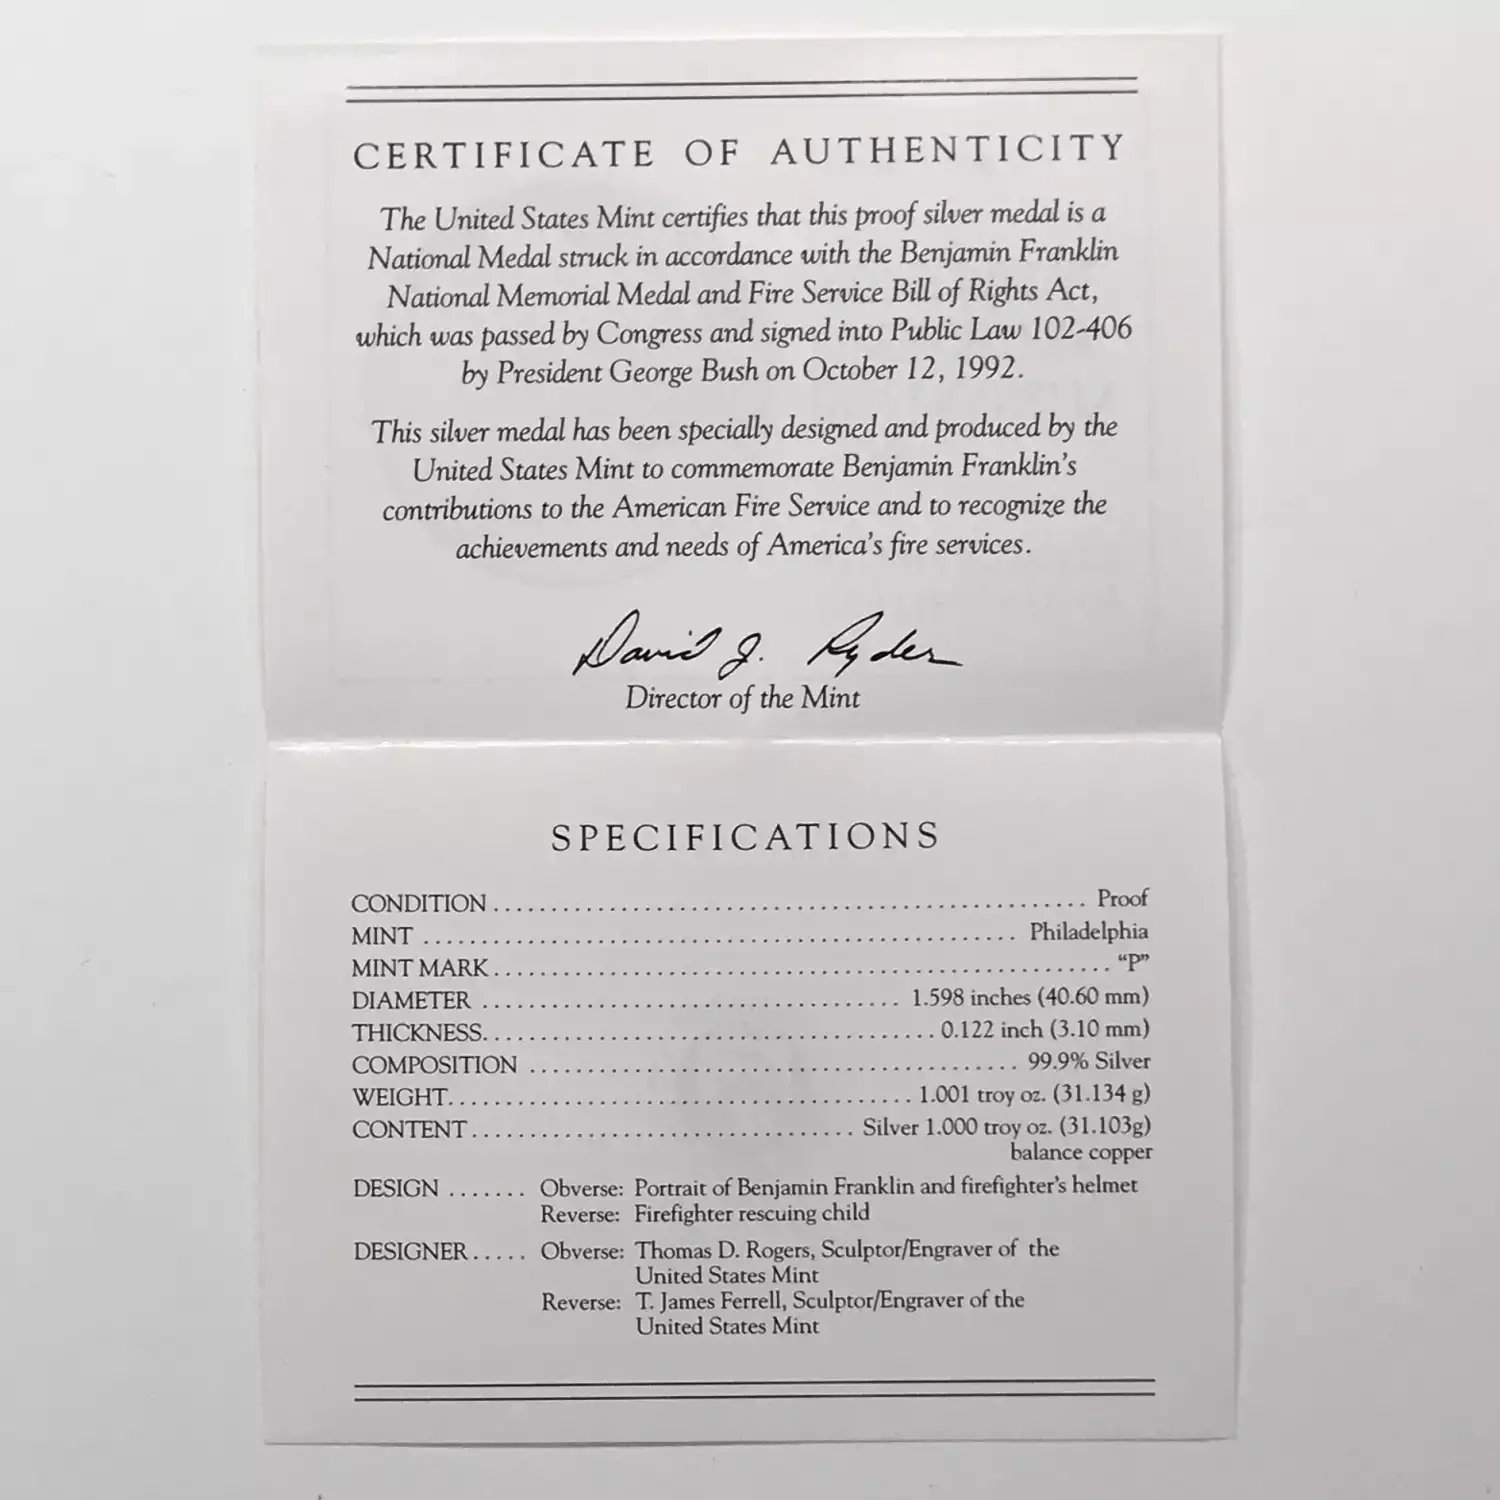 CERTIFICATE OF AUTHENTICITY
The United States Mint certifies that this proof silver medal is a
National Medal struck in accordance with the Benjamin Franklin
National Memorial Medal and Fire Service Bill of Rights Act,
which was passed by Congress and signed into Public Law 102-406
by President George Bush on October 12, 1992.
This silver medal has been specially designed and produced by the
United States Mint to commemorate Benjamin Franklin's
contributions to the American Fire Service and to recognize the
achievements and needs of America's fire services.
David J. Ryder
Director of the Mint
SPECIFICATIONS
CONDITION ........ Proof
MINT ........ Philadelphia
MINT MARK ........ "P"
DIAMETER ........ 1.598 inches (40.60 mm)
THICKNESS ........ 0.122 inch (3.10 mm)
COMPOSITION ........ 99.9% Silver
WEIGHT ........ 1.001 troy oz. (31.134 g)
CONTENT ........ Silver 1.000 troy oz. (31.103g)
balance copper
DESIGN ....... Obverse: Portrait of Benjamin Franklin and firefighter's helmet
Reverse: Firefighter rescuing child
DESIGNER ..... Obverse: Thomas D. Rogers, Sculptor/Engraver of the
United States Mint
Reverse: T. James Ferrell, Sculptor/Engraver of the
United States Mint